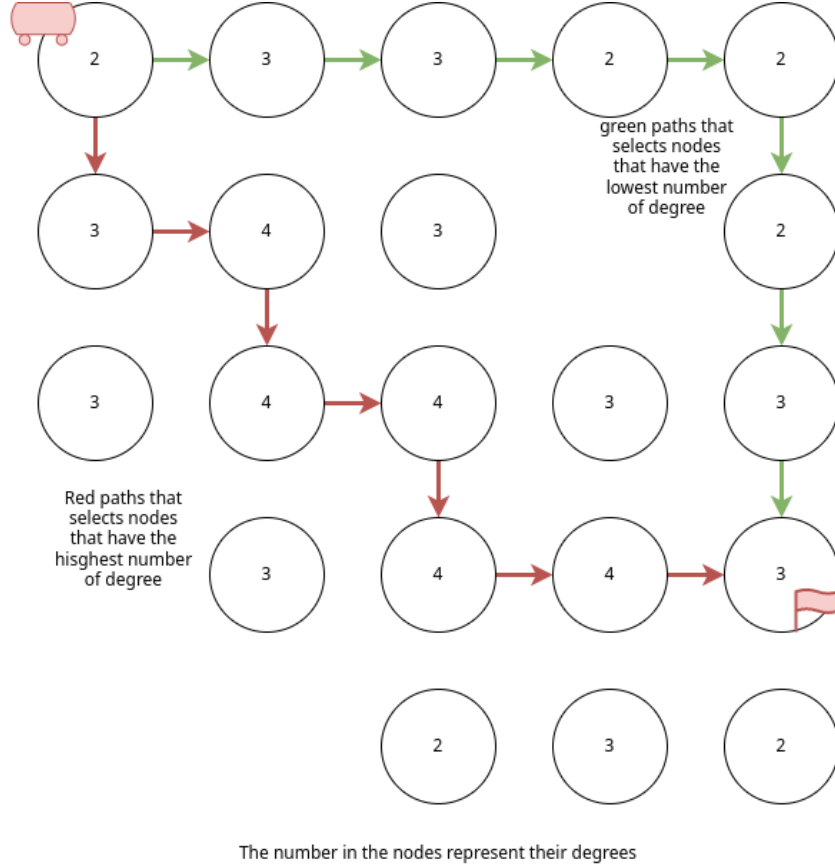 2 3 3 2 2
green paths that
selects nodes
that have the
lowest number
of degree
3 4 3 2
3 4 4 3 3
Red paths that
selects nodes
that have the
hisghest number
of degree
3 4 4 3
2 3 2
The number in the nodes represent their degrees